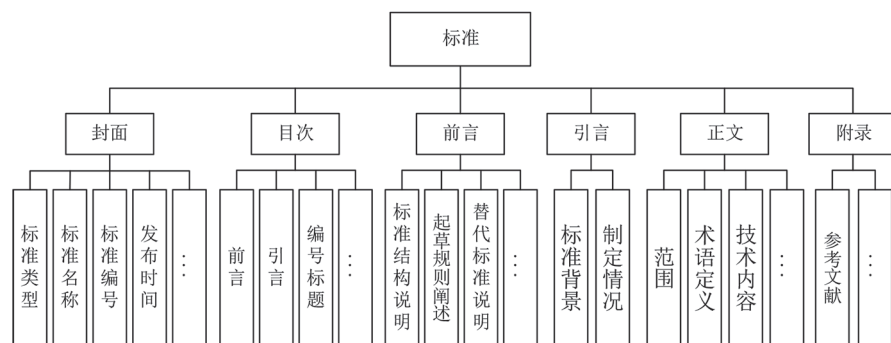 标准
封面
目次
前言
引言
正文
附录
标准类型
标准名称
标准编号
发布时间
...
前言
引言
编号标题
...
标准结构说明
起草规则阐述
替代标准说明
...
标准背景
制定情况
范围
术语定义
技术内容
...
参考文献
...